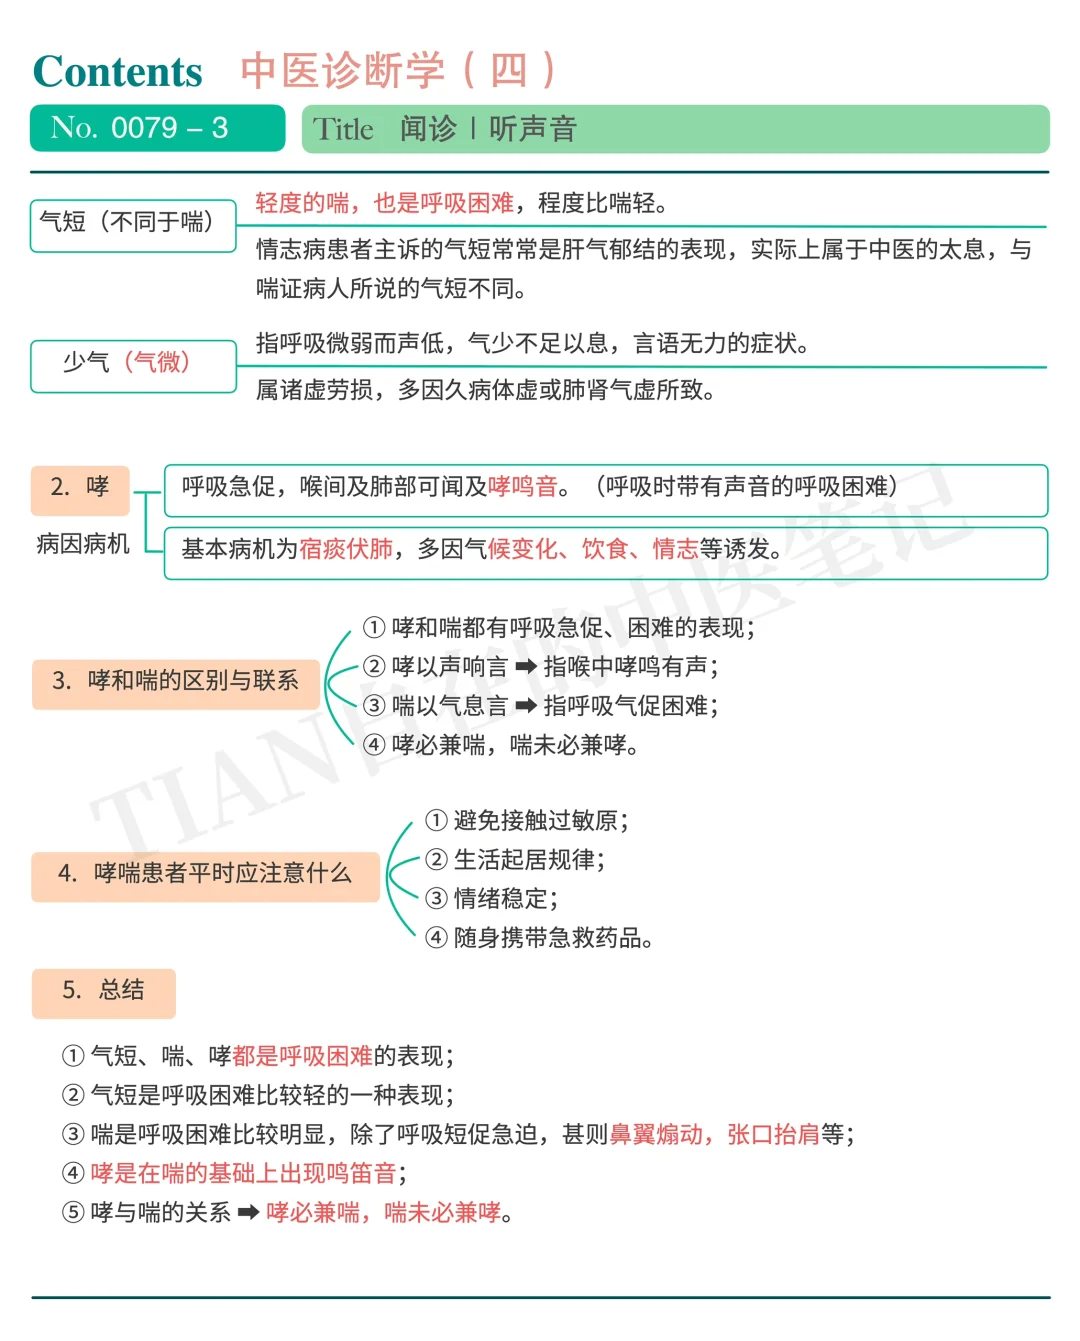 Contents 中医诊断学（四）
No. 0079 – 3 Title 闻诊 | 听声音
气短（不同于喘）
轻度的喘，也是呼吸困难，程度比喘轻。
情志病患者主诉的气短常常是肝气郁结的表现，实际上属于中医的太息，与
喘证病人所说的气短不同。
少气（气微）
指呼吸微弱而声低，气少不足以息，言语无力的症状。
属诸虚劳损，多因久病体虚或肺肾气虚所致。
2. 哮
呼吸急促，喉间及肺部可闻及哮鸣音。（呼吸时带有声音的呼吸困难）
病因病机
基本病机为宿痰伏肺，多因气候变化、饮食、情志等诱发。
3. 哮和喘的区别与联系
① 哮和喘都有呼吸急促、困难的表现；
② 哮以声响言 ➡ 指喉中哮鸣有声；
③ 喘以气息言 ➡ 指呼吸气促困难；
④ 哮必兼喘，喘未必兼哮。
4. 哮喘患者平时应注意什么
① 避免接触过敏原；
② 生活起居规律；
③ 情绪稳定；
④ 随身携带急救药品。
5. 总结
① 气短、喘、哮都是呼吸困难的表现；
② 气短是呼吸困难比较轻的一种表现；
③ 喘是呼吸困难比较明显，除了呼吸短促急迫，甚则鼻翼煽动，张口抬肩等；
④ 哮是在喘的基础上出现鸣笛音；
⑤ 哮与喘的关系 ➡ 哮必兼喘，喘未必兼哮。
TIAN自在的中医笔记